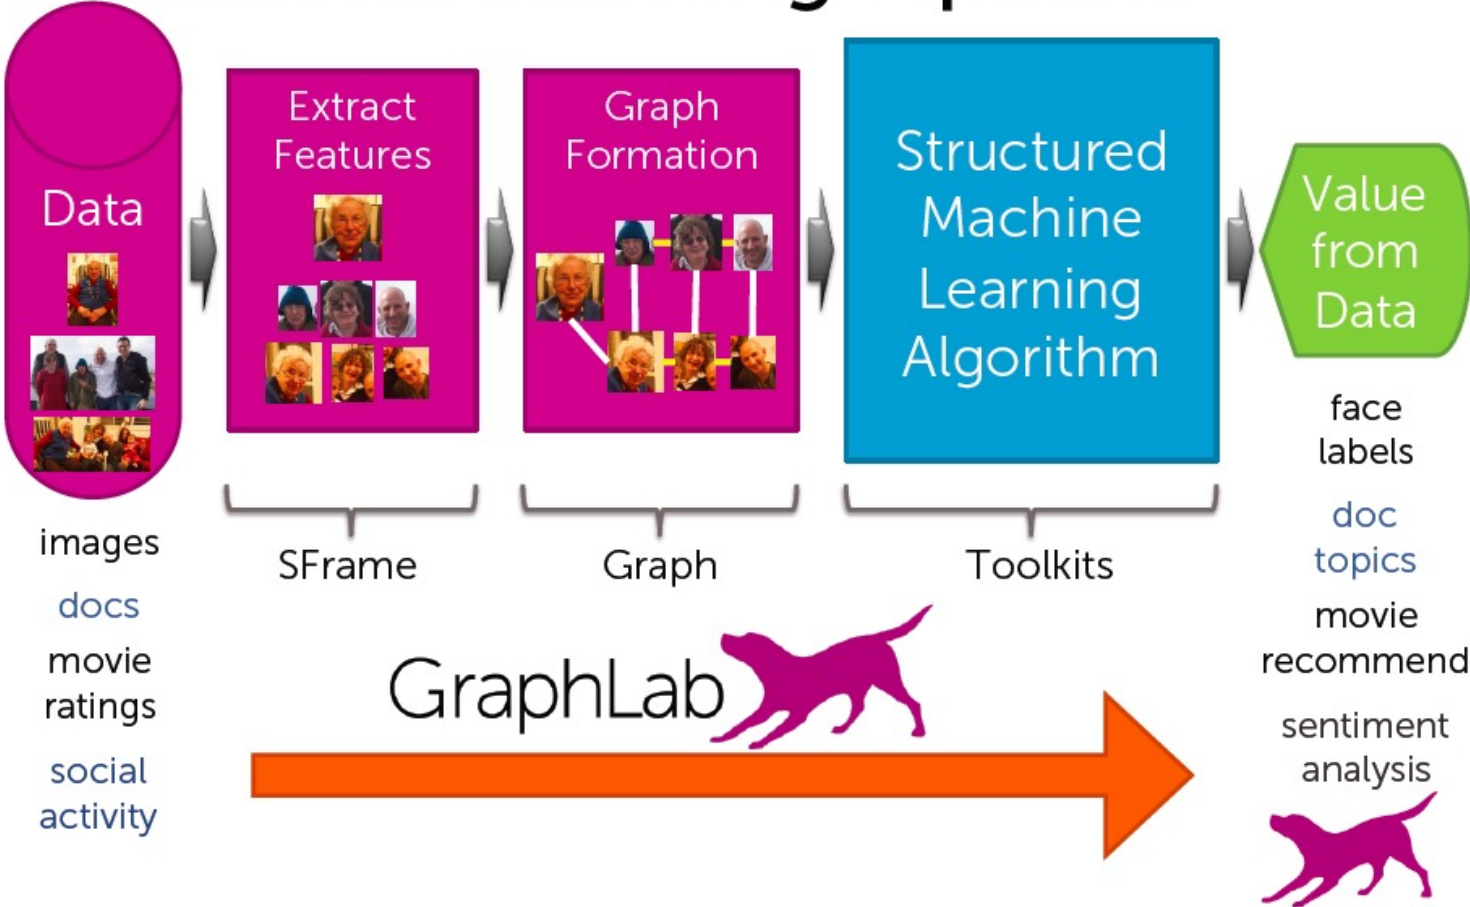 Data
Extract
Features
Graph
Formation
Structured
Machine
Learning
Algorithm
Value
from
Data
images
docs
movie
ratings
social
activity
SFrame
Graph
Toolkits
GraphLab
face
labels
doc
topics
movie
recommend
sentiment
analysis